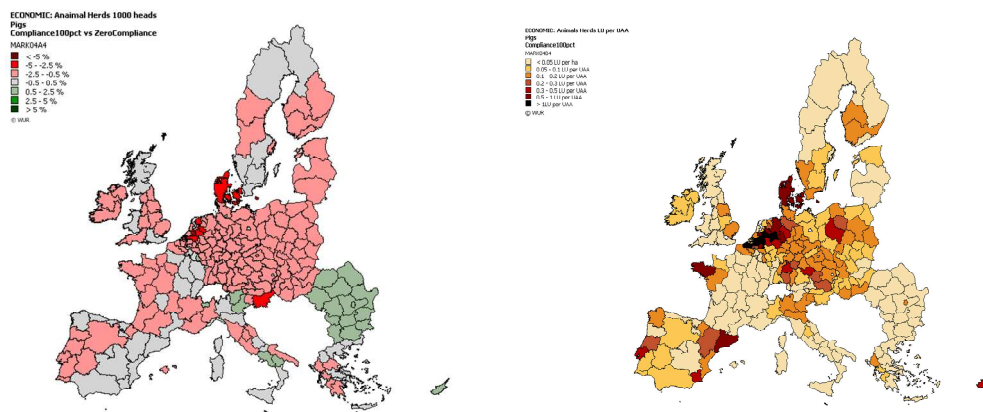 ECONOMIC: Anaimal Herds 1000 heads
Pigs
Compliance100pct vs ZeroCompliance
MARK04A4
< -5 %
-5 - -2.5 %
-2.5 - -0.5 %
-0.5 - 0.5 %
0.5 - 2.5 %
2.5 - 5 %
> 5 %
© WUR
ECONOMIC: Animals Herds LU per UAA
Pigs
Compliance100pct
MARK04B4
< 0.05 LU per ha
0.05 - 0.1 LU per UAA
0.1 - 0.2 LU per UAA
0.2 - 0.3 LU per UAA
0.3 - 0.5 LU per UAA
0.5 - 1 LU per UAA
> 1LU per UAA
© WUR